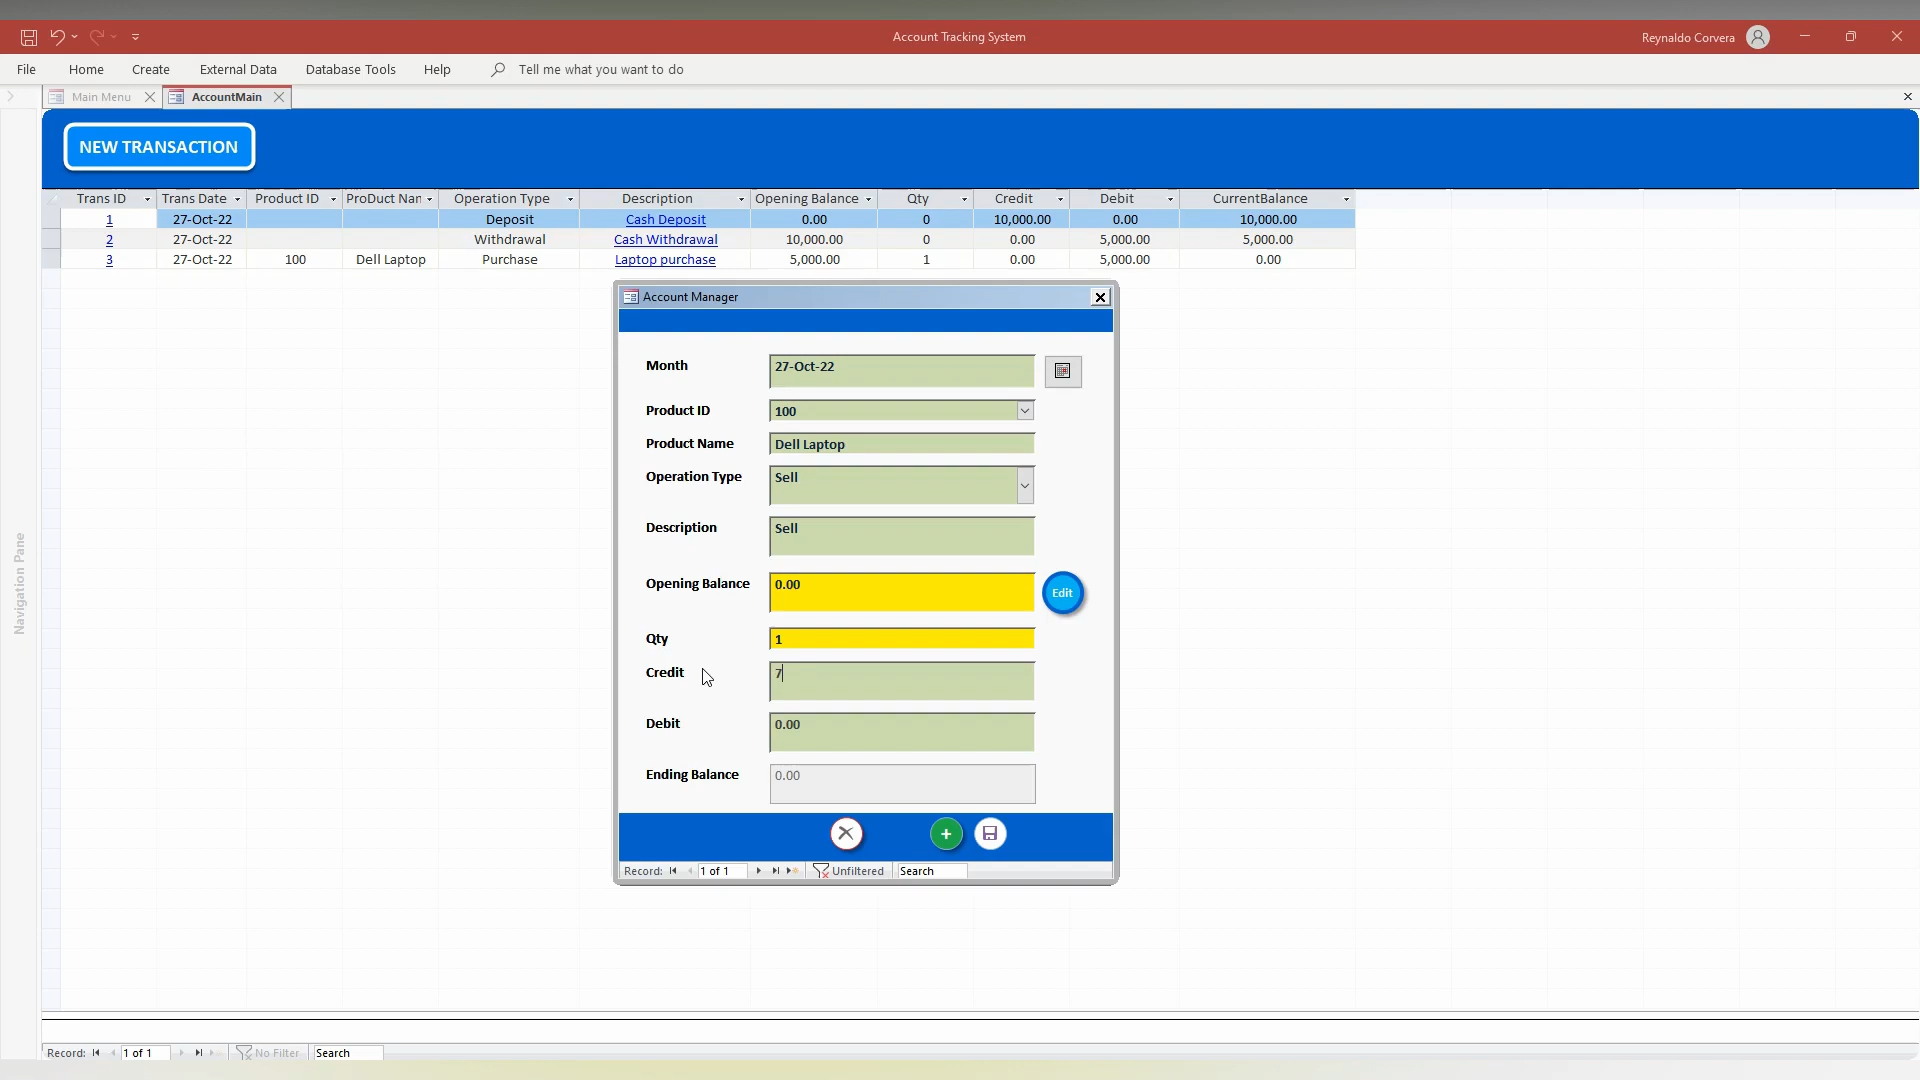 Account Tracking System
Reynaldo Corvera
File Home Create External Data Database Tools Help Tell me what you want to do
Main Menu AccountMain
NEW TRANSACTION
Trans ID Trans Date Product ID ProDuct Nan Operation Type Description Opening Balance Qty Credit Debit CurrentBalance
1 27-Oct-22 Deposit Cash Deposit 0.00 0 10,000.00 0.00 10,000.00
2 27-Oct-22 Withdrawal Cash Withdrawal 10,000.00 0 0.00 5,000.00 5,000.00
3 27-Oct-22 100 Dell Laptop Purchase Laptop purchase 5,000.00 1 0.00 5,000.00 0.00
Account Manager
Month 27-Oct-22
Product ID 100
Product Name Dell Laptop
Operation Type Sell
Description Sell
Opening Balance 0.00 Edit
Qty 1
Credit 7
Debit 0.00
Ending Balance 0.00
Record: 1 of 1 Unfiltered Search
Navigation Pane
Record: 1 of 1 No Filter Search